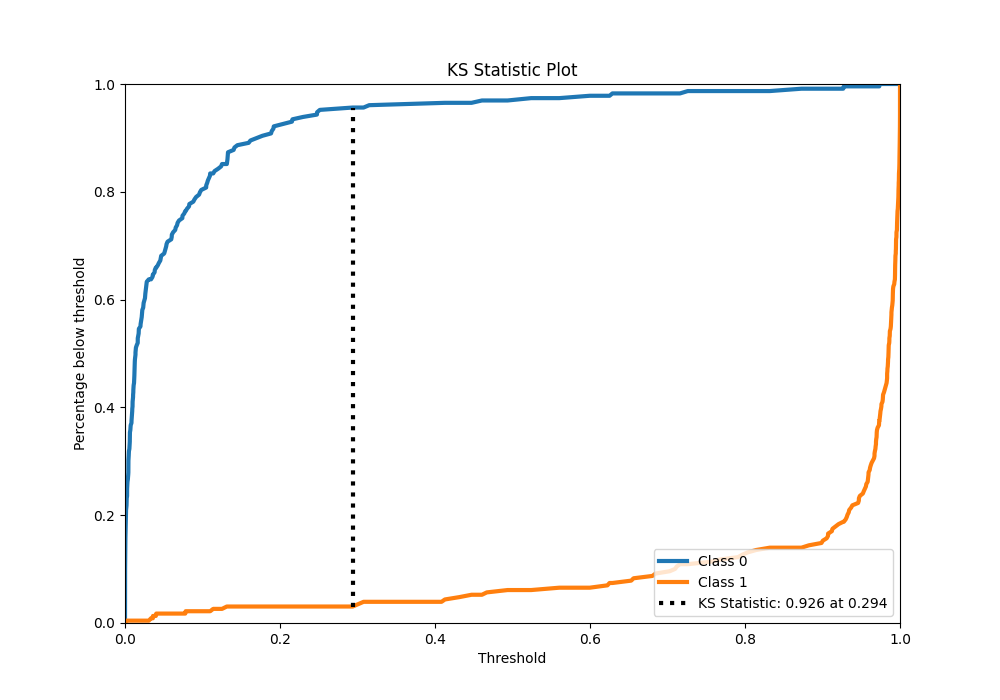 KS Statistic Plot
1.0
0.8
0.6
0.4
0.2
0.0
Percentage below threshold
0.0 0.2 0.4 0.6 0.8 1.0
Threshold
Class 0
Class 1
KS Statistic: 0.926 at 0.294